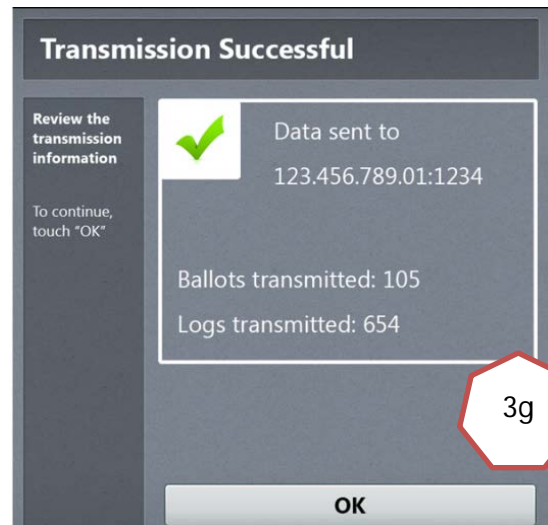 Transmission Successful
Review the
transmission
information
To continue,
touch "OK"
Data sent to
123.456.789.01:1234
Ballots transmitted: 105
Logs transmitted: 654
3g
OK